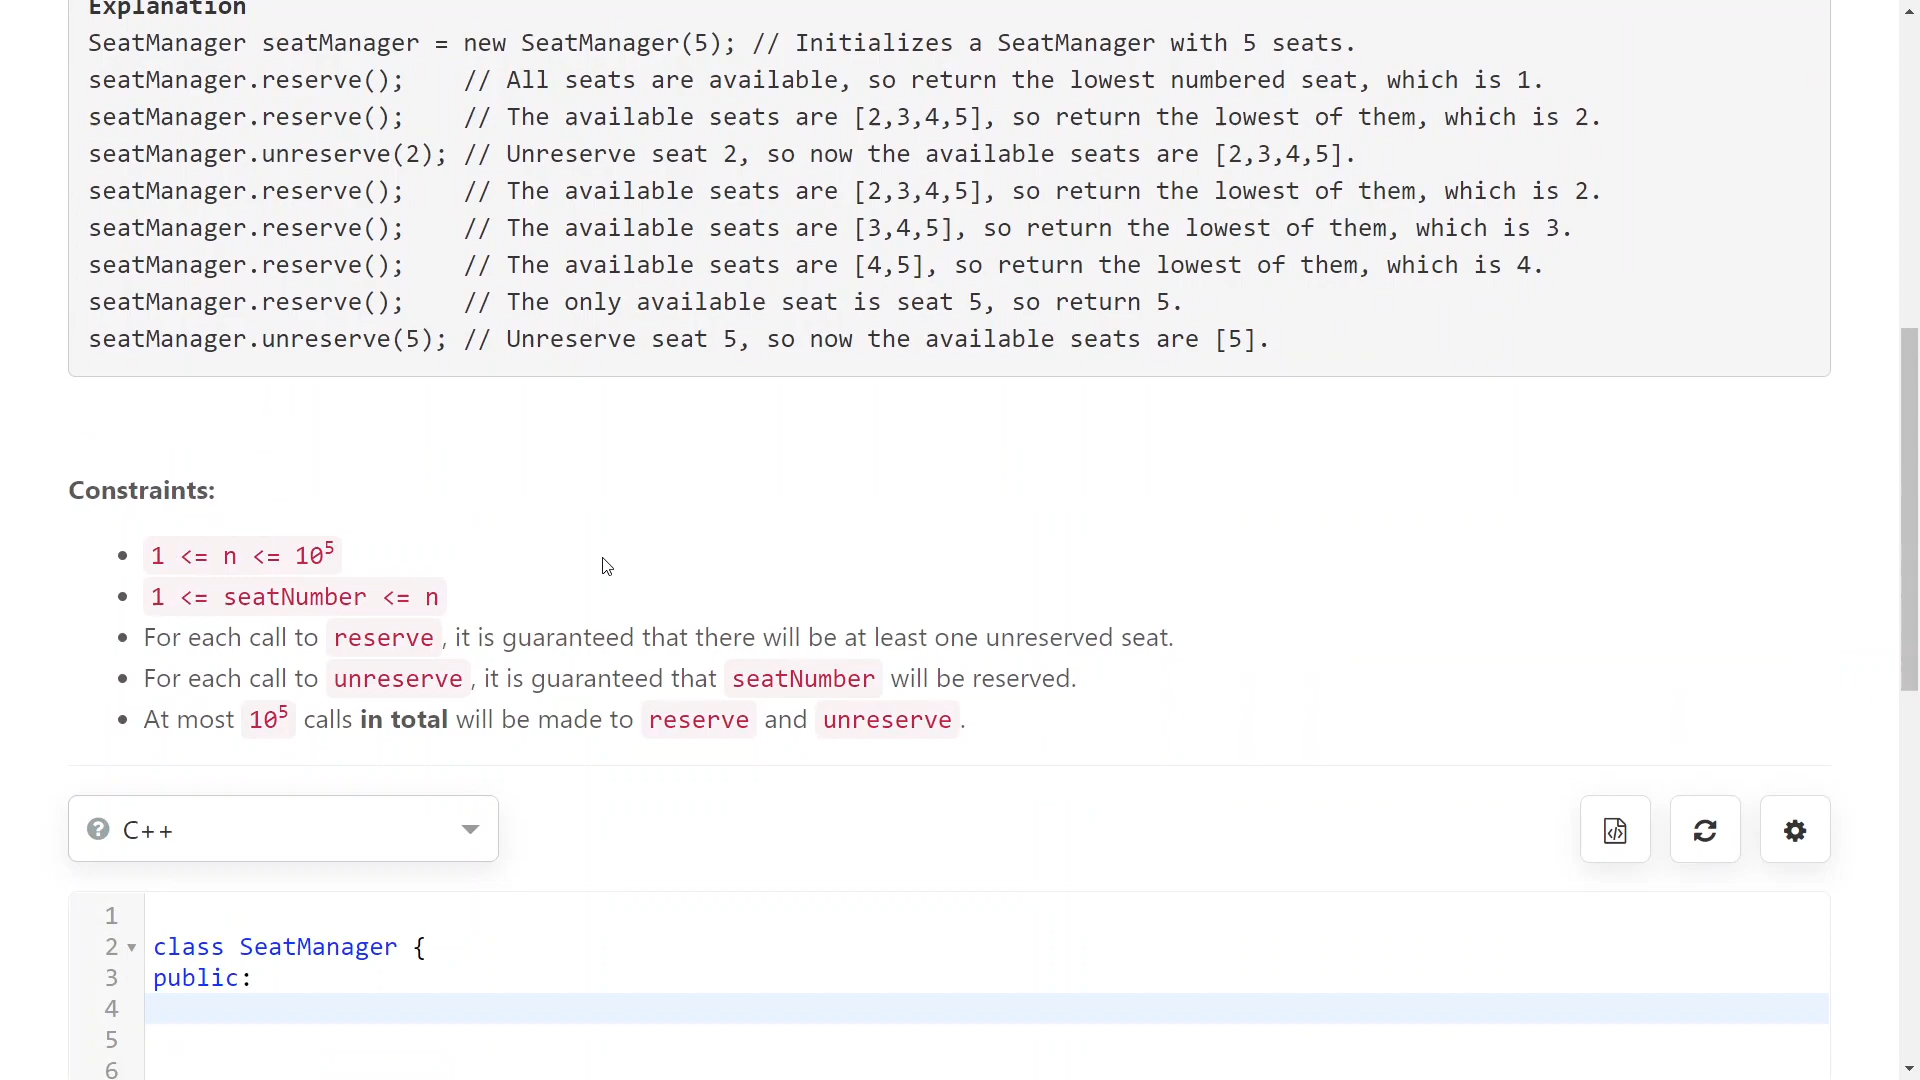 Explanation
SeatManager seatManager = new SeatManager(5); // Initializes a SeatManager with 5 seats.
seatManager.reserve();    // All seats are available, so return the lowest numbered seat, which is 1.
seatManager.reserve();    // The available seats are [2,3,4,5], so return the lowest of them, which is 2.
seatManager.unreserve(2); // Unreserve seat 2, so now the available seats are [2,3,4,5].
seatManager.reserve();    // The available seats are [2,3,4,5], so return the lowest of them, which is 2.
seatManager.reserve();    // The available seats are [3,4,5], so return the lowest of them, which is 3.
seatManager.reserve();    // The available seats are [4,5], so return the lowest of them, which is 4.
seatManager.reserve();    // The only available seat is seat 5, so return 5.
seatManager.unreserve(5); // Unreserve seat 5, so now the available seats are [5].
Constraints:
1 <= n <= 10⁵
1 <= seatNumber <= n
For each call to reserve, it is guaranteed that there will be at least one unreserved seat.
For each call to unreserve, it is guaranteed that seatNumber will be reserved.
At most 10⁵ calls in total will be made to reserve and unreserve.
C++
1
2 class SeatManager {
3 public:
4
5
6